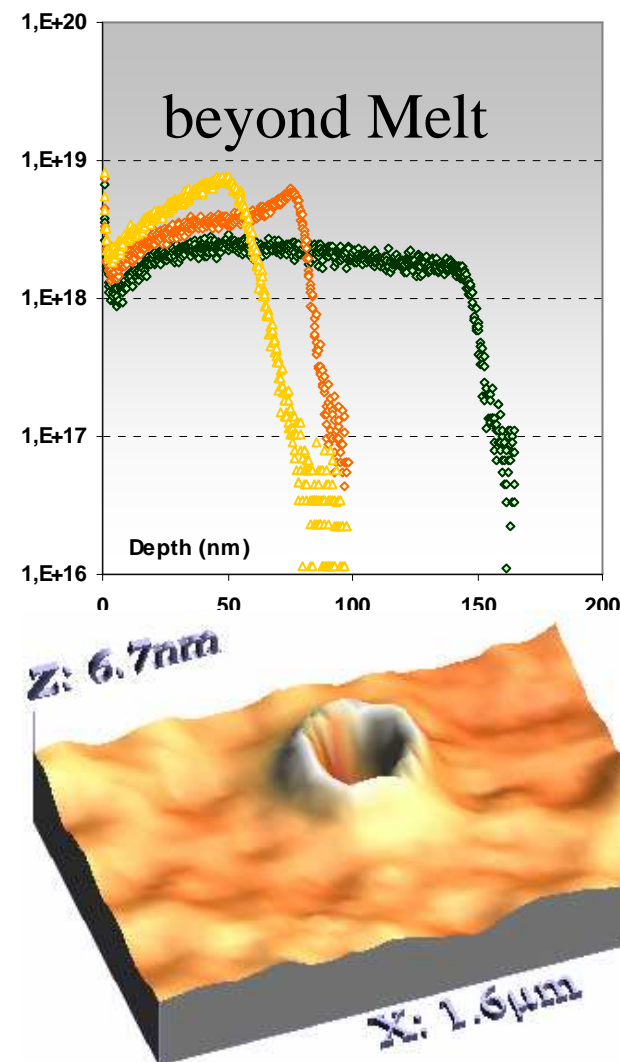 1,E+20
beyond Melt
1,E+19
1,E+18
1,E+17
Depth (nm)
1,E+16
0 50 100 150 200
Z: 6.7nm
X: 1.6µm